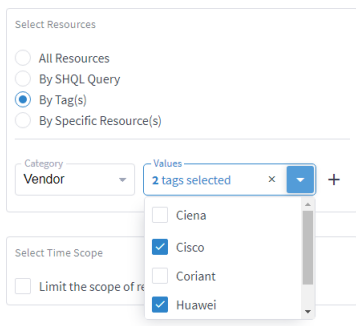 Select Resources
All Resources
By SHQL Query
By Tag(s)
By Specific Resource(s)
Category
Vendor
Values
2 tags selected
×
+
Ciena
Cisco
Coriant
Huawei
Select Time Scope
Limit the scope of re